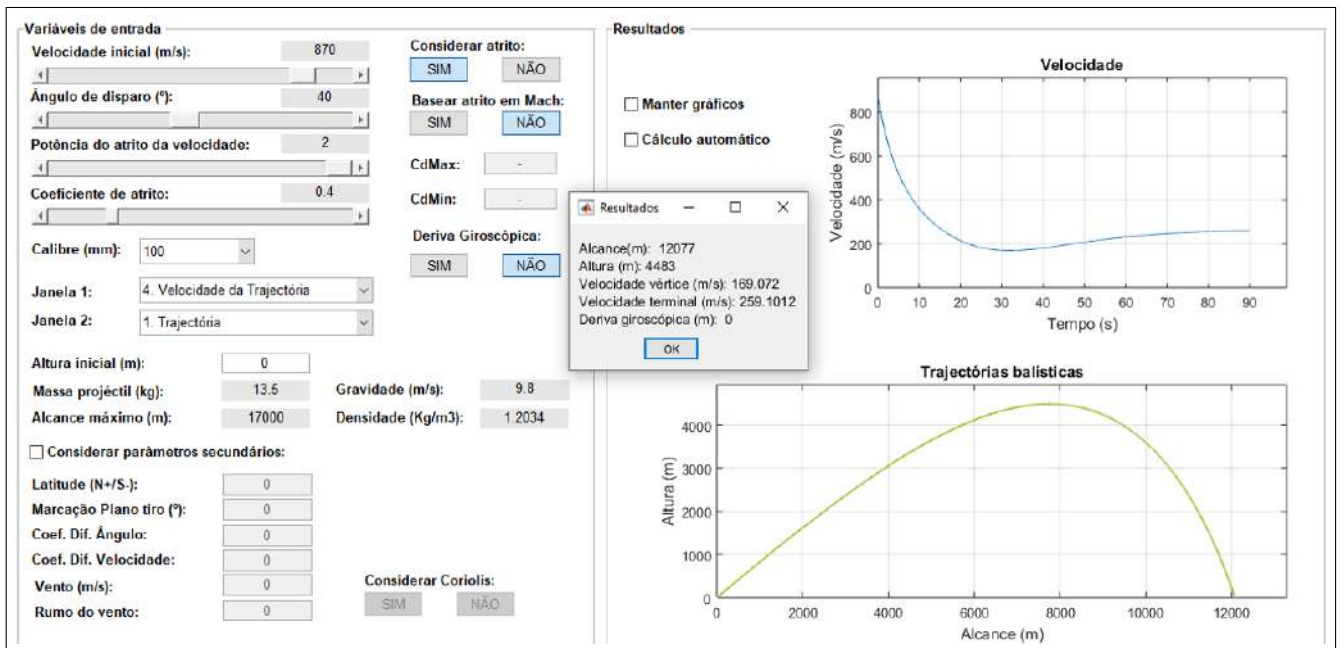 Variáveis de entrada
Velocidade inicial (m/s): 870
Ângulo de disparo (º): 40
Potência do atrito da velocidade: 2
Coeficiente de atrito: 0.4
Calibre (mm): 100
Janela 1: 4. Velocidade da Trajectória
Janela 2: 1. Trajectória
Considerar atrito:
SIM NÃO
Basear atrito em Mach:
SIM NÃO
CdMax: -
CdMin: -
Deriva Giroscópica:
SIM NÃO
Altura inicial (m): 0
Massa projéctil (kg): 13.5 Gravidade (m/s): 9.8
Alcance máximo (m): 17000 Densidade (Kg/m3): 1.2034
Considerar parâmetros secundários:
Latitude (N+/S-): 0
Marcação Plano tiro (º): 0
Coef. Dif. Ângulo: 0
Coef. Dif. Velocidade: 0
Vento (m/s): 0
Rumo do vento: 0
Considerar Coriolis:
SIM NÃO
Resultados
Manter gráficos
Cálculo automático
Resultados
Alcance(m): 12077
Altura (m): 4483
Velocidade vértice (m/s): 169.072
Velocidade terminal (m/s): 259.1012
Deriva giroscópica (m): 0
OK
Velocidade
Velocidade (m/s)
800
600
400
200
0
0 10 20 30 40 50 60 70 80 90
Tempo (s)
Trajectórias balísticas
Altura (m)
4000
3000
2000
1000
0
0 2000 4000 6000 8000 10000 12000
Alcance (m)